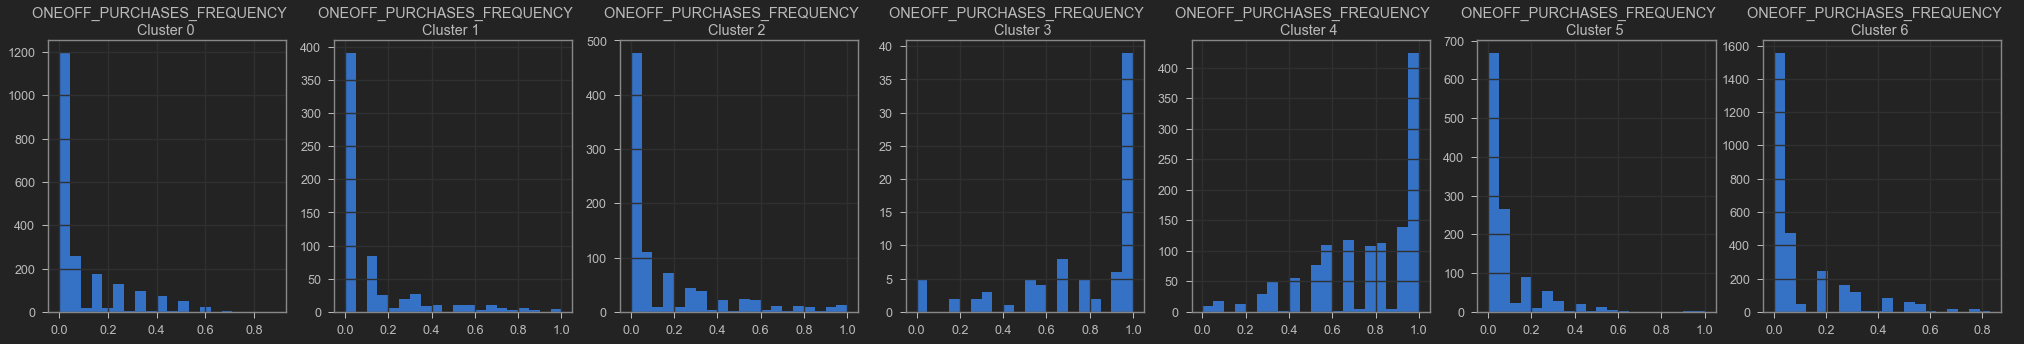 ONEOFF_PURCHASES_FREQUENCY
Cluster 0
1200
1000
800
600
400
200
0
0.0 0.2 0.4 0.6 0.8
ONEOFF_PURCHASES_FREQUENCY
Cluster 1
400
350
300
250
200
150
100
50
0
0.0 0.2 0.4 0.6 0.8 1.0
ONEOFF_PURCHASES_FREQUENCY
Cluster 2
500
400
300
200
100
0
0.0 0.2 0.4 0.6 0.8 1.0
ONEOFF_PURCHASES_FREQUENCY
Cluster 3
40
35
30
25
20
15
10
5
0
0.0 0.2 0.4 0.6 0.8 1.0
ONEOFF_PURCHASES_FREQUENCY
Cluster 4
400
350
300
250
200
150
100
50
0
0.0 0.2 0.4 0.6 0.8 1.0
ONEOFF_PURCHASES_FREQUENCY
Cluster 5
700
600
500
400
300
200
100
0
0.0 0.2 0.4 0.6 0.8 1.0
ONEOFF_PURCHASES_FREQUENCY
Cluster 6
1600
1400
1200
1000
800
600
400
200
0
0.0 0.2 0.4 0.6 0.8